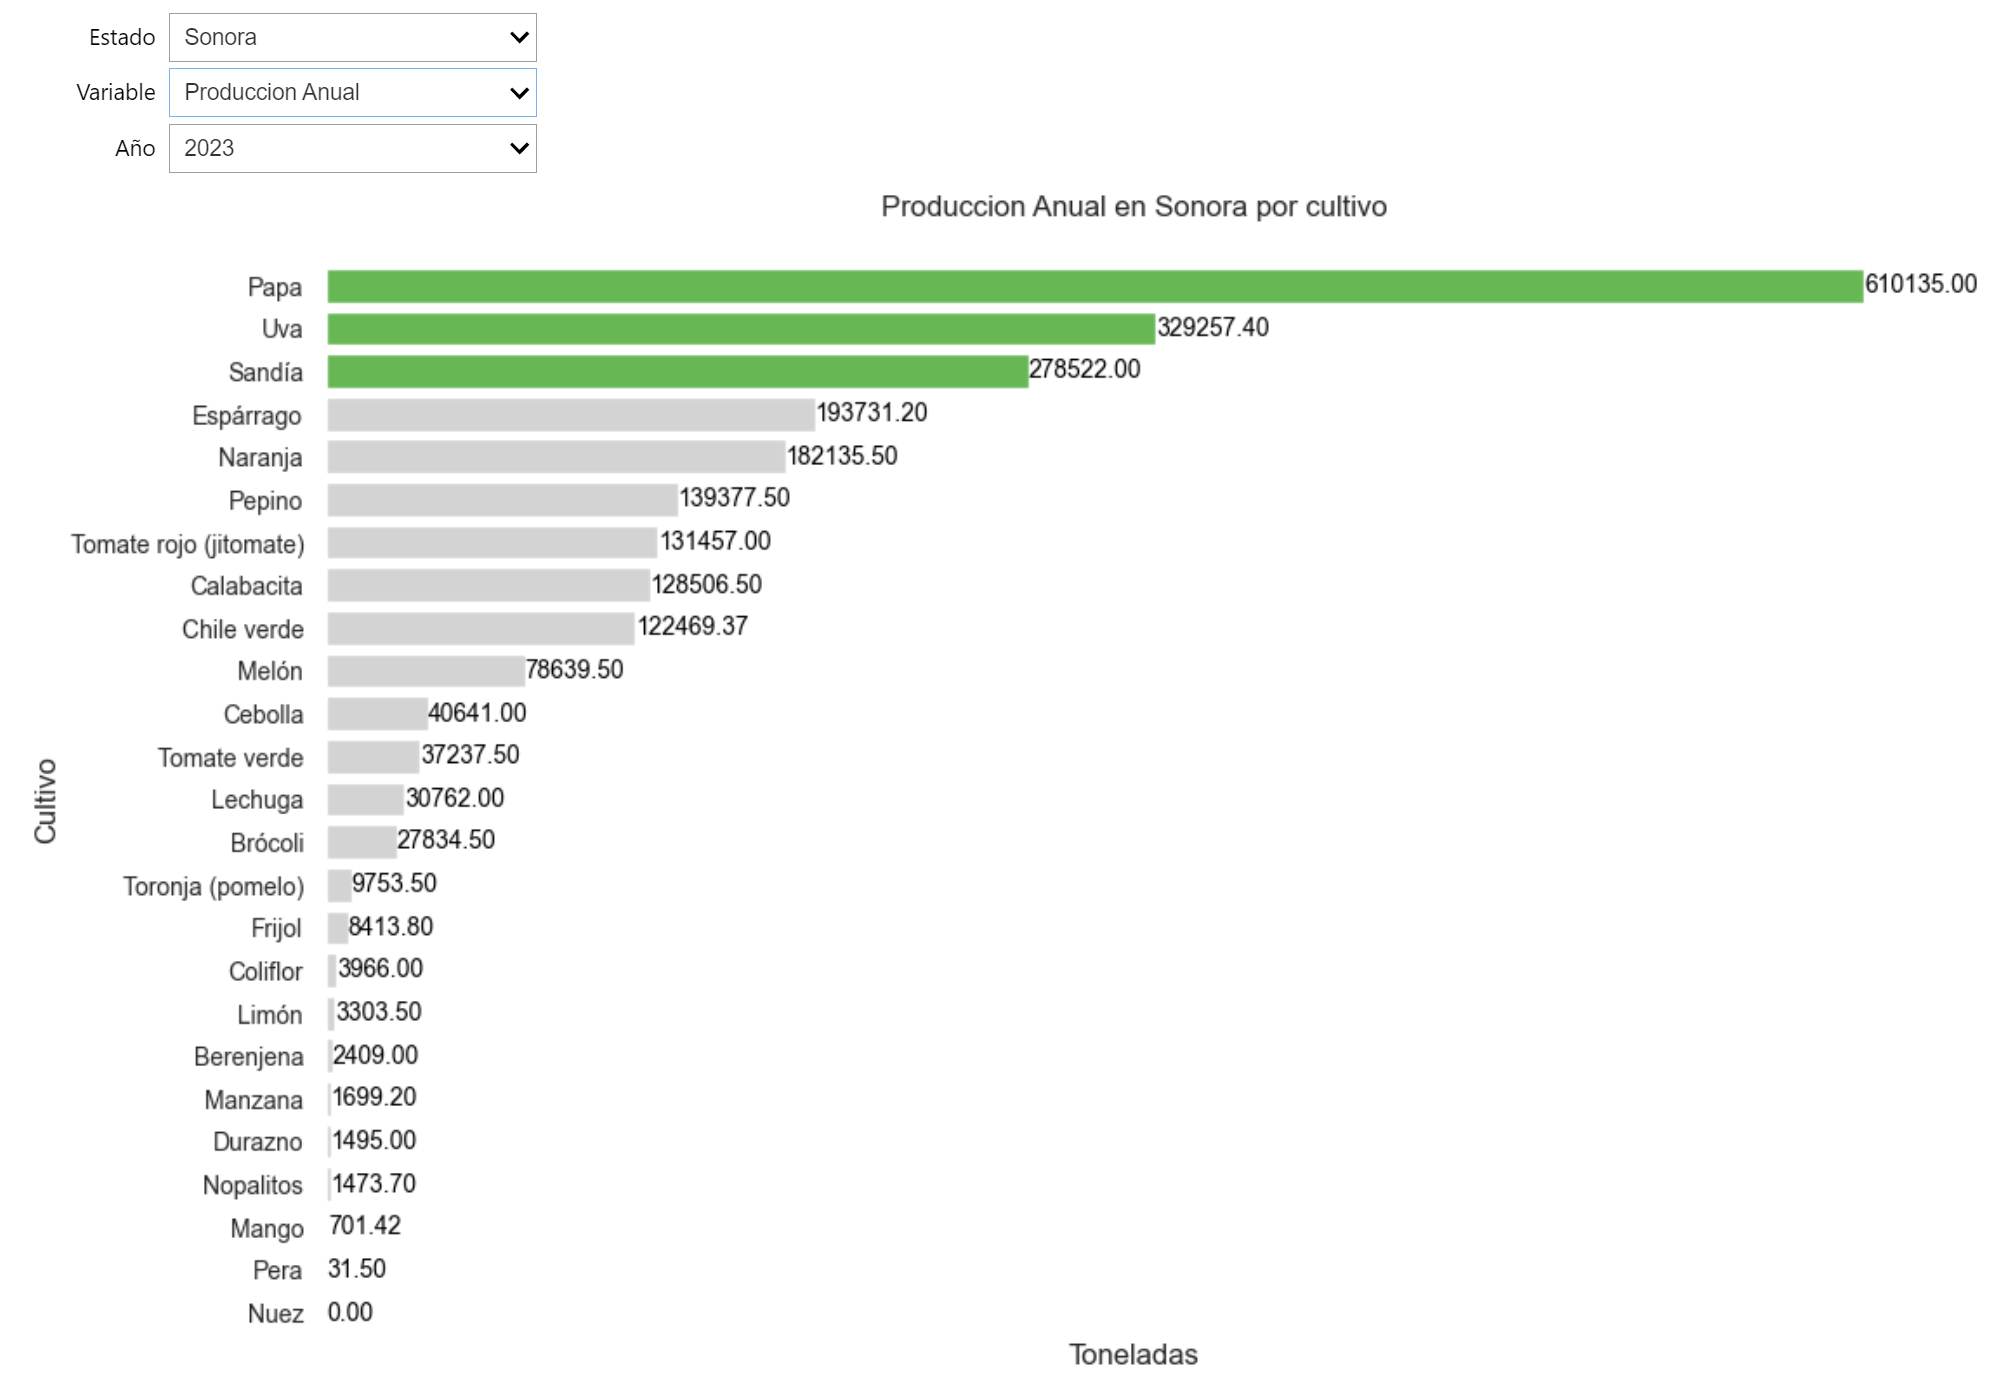 Estado Sonora
Variable Produccion Anual
Año 2023
Produccion Anual en Sonora por cultivo
Papa 610135.00
Uva 329257.40
Sandía 278522.00
Espárrago 193731.20
Naranja 182135.50
Pepino 139377.50
Tomate rojo (jitomate) 131457.00
Calabacita 128506.50
Chile verde 122469.37
Melón 78639.50
Cebolla 40641.00
Tomate verde 37237.50
Lechuga 30762.00
Brócoli 27834.50
Toronja (pomelo) 9753.50
Frijol 8413.80
Coliflor 3966.00
Limón 3303.50
Berenjena 2409.00
Manzana 1699.20
Durazno 1495.00
Nopalitos 1473.70
Mango 701.42
Pera 31.50
Nuez 0.00
Cultivo
Toneladas